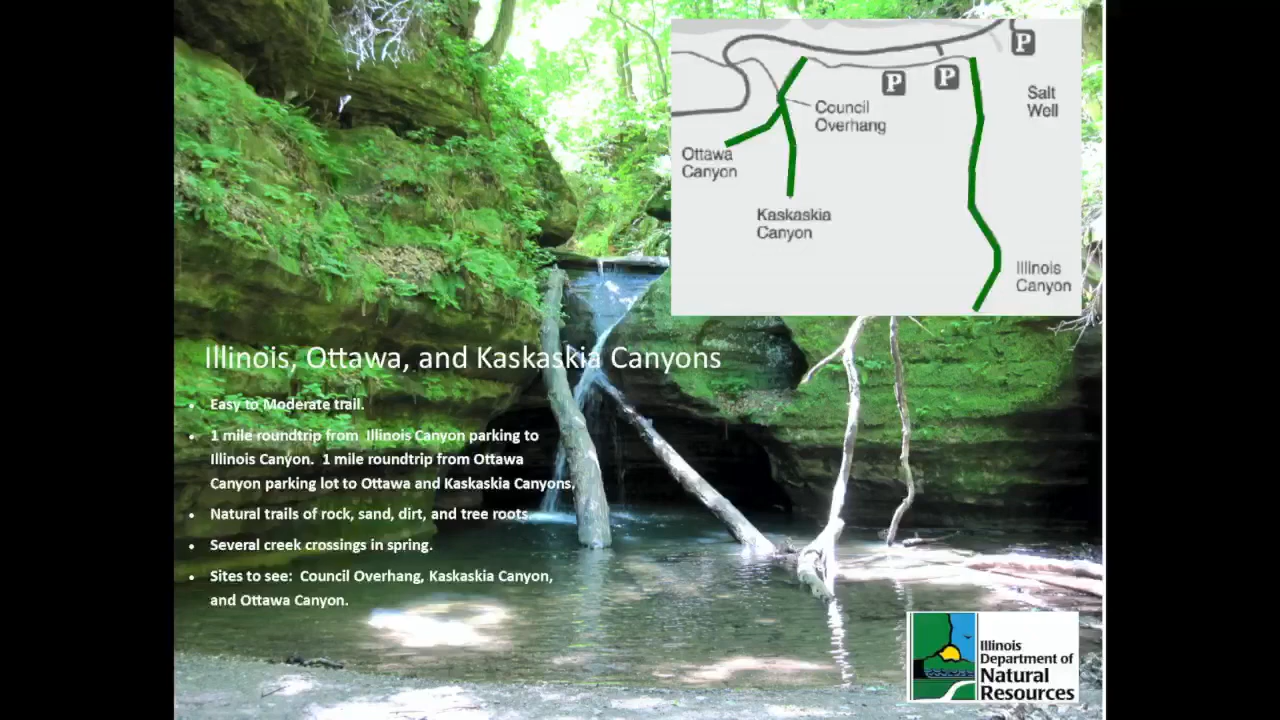 P
P
P
Salt
Well
Council
Overhang
Ottawa
Canyon
Kaskaskia
Canyon
Illinois
Canyon
Illinois, Ottawa, and Kaskaskia Canyons
• Easy to Moderate trail.
• 1 mile roundtrip from  Illinois Canyon parking to
Illinois Canyon.  1 mile roundtrip from Ottawa
Canyon parking lot to Ottawa and Kaskaskia Canyons.
• Natural trails of rock, sand, dirt, and tree roots.
• Several creek crossings in spring.
• Sites to see:  Council Overhang, Kaskaskia Canyon,
and Ottawa Canyon.
Illinois
Department of
Natural
Resources